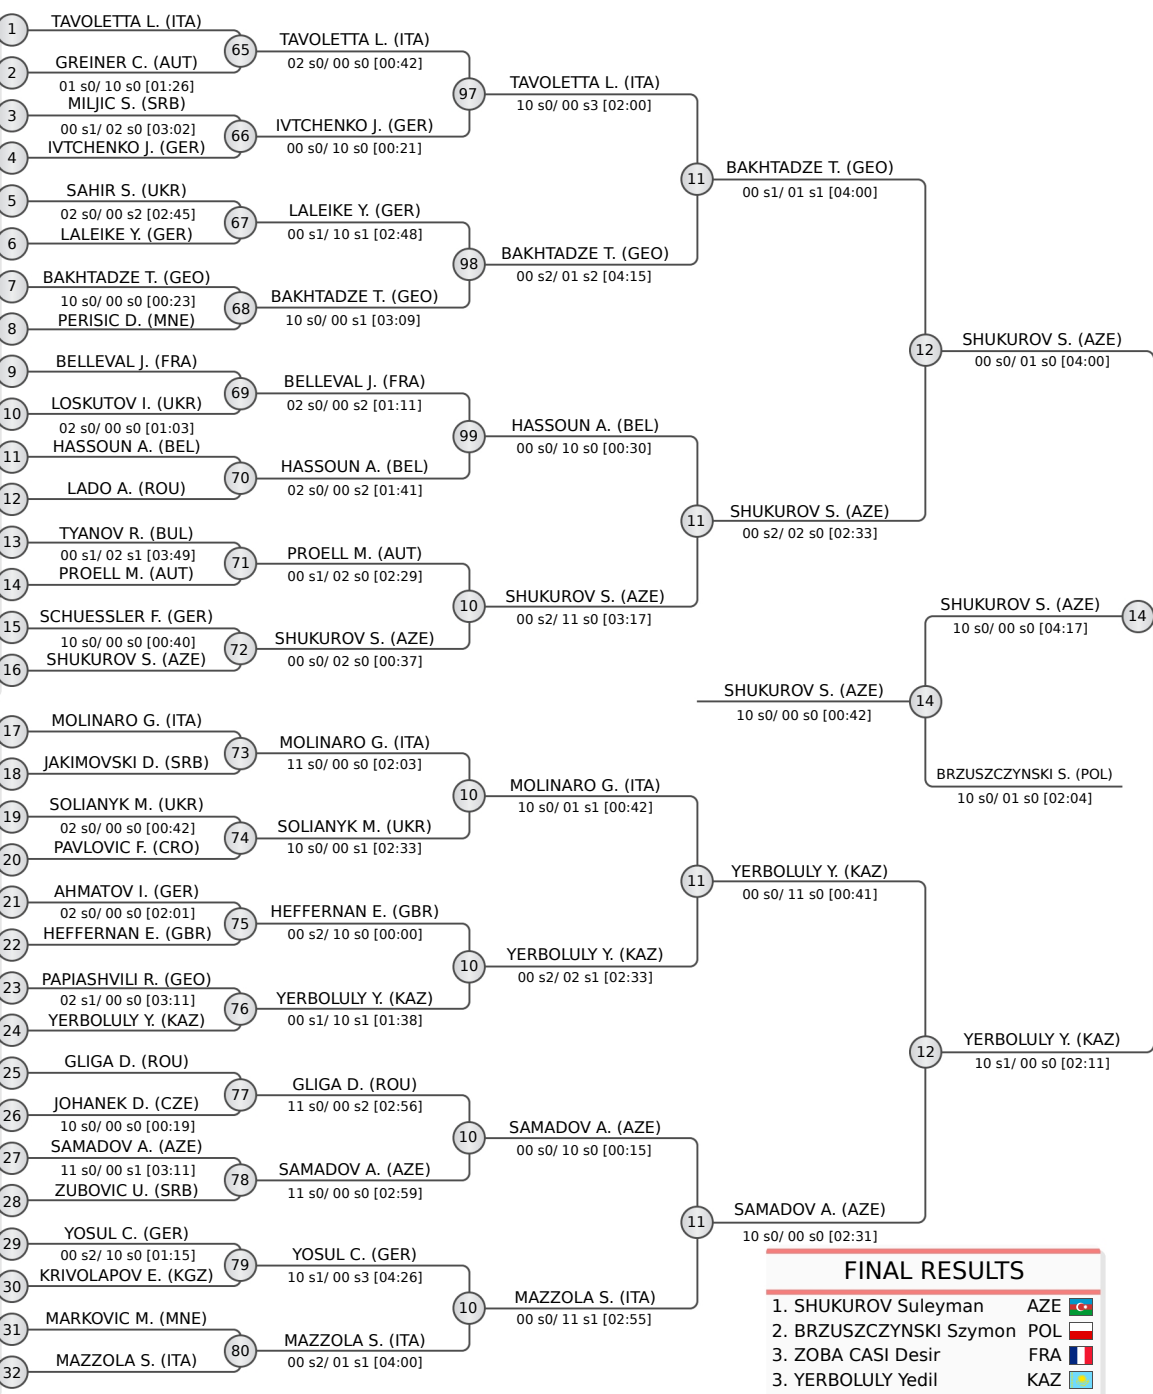 1 TAVOLETTA L. (ITA)
2 GREINER C. (AUT)
65
01 s0/ 10 s0 [01:26]
3 MILJIC S. (SRB)
00 s1/ 02 s0 [03:02]
4 IVTCHENKO J. (GER)
66
5 SAHIR S. (UKR)
02 s0/ 00 s2 [02:45]
6 LALEIKE Y. (GER)
67
7 BAKHTADZE T. (GEO)
10 s0/ 00 s0 [00:23]
8 PERISIC D. (MNE)
68
9 BELLEVAL J. (FRA)
10 LOSKUTOV I. (UKR)
69
02 s0/ 00 s0 [01:03]
11 HASSOUN A. (BEL)
12 LADO A. (ROU)
70
13 TYANOV R. (BUL)
00 s1/ 02 s1 [03:49]
14 PROELL M. (AUT)
71
15 SCHUESSLER F. (GER)
10 s0/ 00 s0 [00:40]
16 SHUKUROV S. (AZE)
72
17 MOLINARO G. (ITA)
18 JAKIMOVSKI D. (SRB)
73
19 SOLIANYK M. (UKR)
02 s0/ 00 s0 [00:42]
20 PAVLOVIC F. (CRO)
74
21 AHMATOV I. (GER)
02 s0/ 00 s0 [02:01]
22 HEFFERNAN E. (GBR)
75
23 PAPIASHVILI R. (GEO)
02 s1/ 00 s0 [03:11]
24 YERBOLULY Y. (KAZ)
76
25 GLIGA D. (ROU)
26 JOHANEK D. (CZE)
77
10 s0/ 00 s0 [00:19]
27 SAMADOV A. (AZE)
11 s0/ 00 s1 [03:11]
28 ZUBOVIC U. (SRB)
78
29 YOSUL C. (GER)
00 s2/ 10 s0 [01:15]
30 KRIVOLAPOV E. (KGZ)
79
31 MARKOVIC M. (MNE)
32 MAZZOLA S. (ITA)
80
TAVOLETTA L. (ITA)
02 s0/ 00 s0 [00:42]
97
IVTCHENKO J. (GER)
00 s0/ 10 s0 [00:21]
LALEIKE Y. (GER)
00 s1/ 10 s1 [02:48]
98
BAKHTADZE T. (GEO)
10 s0/ 00 s1 [03:09]
BELLEVAL J. (FRA)
02 s0/ 00 s2 [01:11]
99
HASSOUN A. (BEL)
02 s0/ 00 s2 [01:41]
PROELL M. (AUT)
00 s1/ 02 s0 [02:29]
10
SHUKUROV S. (AZE)
00 s0/ 02 s0 [00:37]
MOLINARO G. (ITA)
11 s0/ 00 s0 [02:03]
10
SOLIANYK M. (UKR)
10 s0/ 00 s1 [02:33]
HEFFERNAN E. (GBR)
00 s2/ 10 s0 [00:00]
10
YERBOLULY Y. (KAZ)
00 s1/ 10 s1 [01:38]
GLIGA D. (ROU)
11 s0/ 00 s2 [02:56]
10
SAMADOV A. (AZE)
11 s0/ 00 s0 [02:59]
YOSUL C. (GER)
10 s1/ 00 s3 [04:26]
10
MAZZOLA S. (ITA)
00 s2/ 01 s1 [04:00]
TAVOLETTA L. (ITA)
10 s0/ 00 s3 [02:00]
11
BAKHTADZE T. (GEO)
00 s2/ 01 s2 [04:15]
HASSOUN A. (BEL)
00 s0/ 10 s0 [00:30]
11
SHUKUROV S. (AZE)
00 s2/ 11 s0 [03:17]
MOLINARO G. (ITA)
10 s0/ 01 s1 [00:42]
11
YERBOLULY Y. (KAZ)
00 s2/ 02 s1 [02:33]
SAMADOV A. (AZE)
00 s0/ 10 s0 [00:15]
11
MAZZOLA S. (ITA)
00 s0/ 11 s1 [02:55]
BAKHTADZE T. (GEO)
00 s1/ 01 s1 [04:00]
12
SHUKUROV S. (AZE)
00 s2/ 02 s0 [02:33]
YERBOLULY Y. (KAZ)
00 s0/ 11 s0 [00:41]
12
SAMADOV A. (AZE)
10 s0/ 00 s0 [02:31]
SHUKUROV S. (AZE)
00 s0/ 01 s0 [04:00]
SHUKUROV S. (AZE)
10 s0/ 00 s0 [04:17]
14
SHUKUROV S. (AZE)
10 s0/ 00 s0 [00:42]
14
BRZUSZCZYNSKI S. (POL)
10 s0/ 01 s0 [02:04]
YERBOLULY Y. (KAZ)
10 s1/ 00 s0 [02:11]
FINAL RESULTS
1. SHUKUROV Suleyman AZE
2. BRZUSZCZYNSKI Szymon POL
3. ZOBA CASI Desir FRA
3. YERBOLULY Yedil KAZ